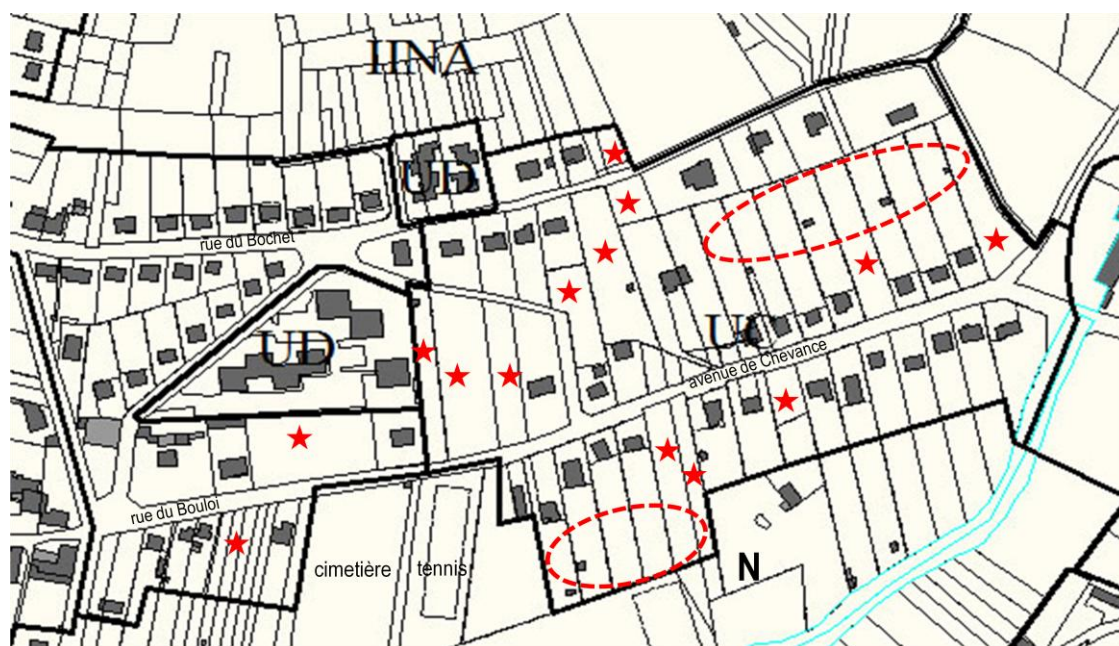 IINA
UD
rue du Bochet
UC
UD
avenue de Chevance
rue du Bouloi
cimetière
tennis
N